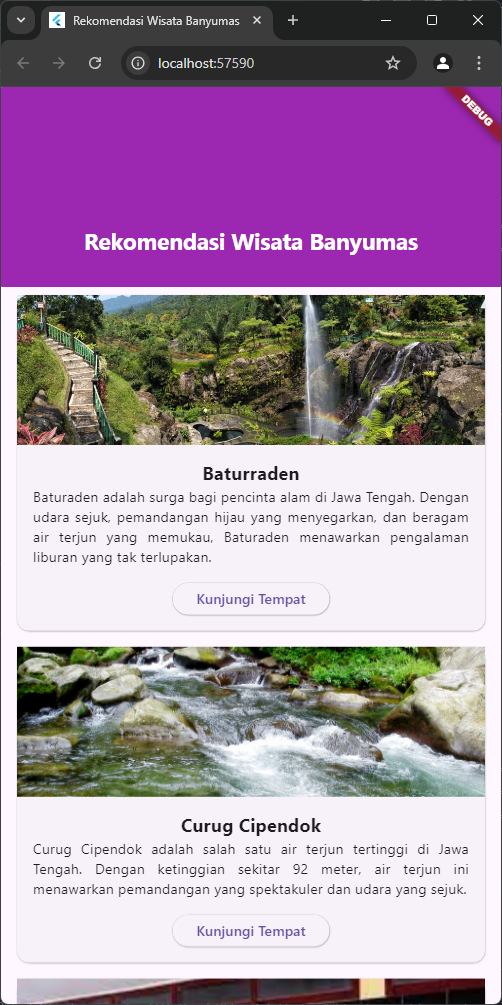 Rekomendasi Wisata Banyumas
localhost:57590
DEBUG
Rekomendasi Wisata Banyumas
Baturraden
Baturaden adalah surga bagi pencinta alam di Jawa Tengah. Dengan
udara sejuk, pemandangan hijau yang menyegarkan, dan beragam
air terjun yang memukau, Baturaden menawarkan pengalaman
liburan yang tak terlupakan.
Kunjungi Tempat
Curug Cipendok
Curug Cipendok adalah salah satu air terjun tertinggi di Jawa
Tengah. Dengan ketinggian sekitar 92 meter, air terjun ini
menawarkan pemandangan yang spektakuler dan udara yang sejuk.
Kunjungi Tempat